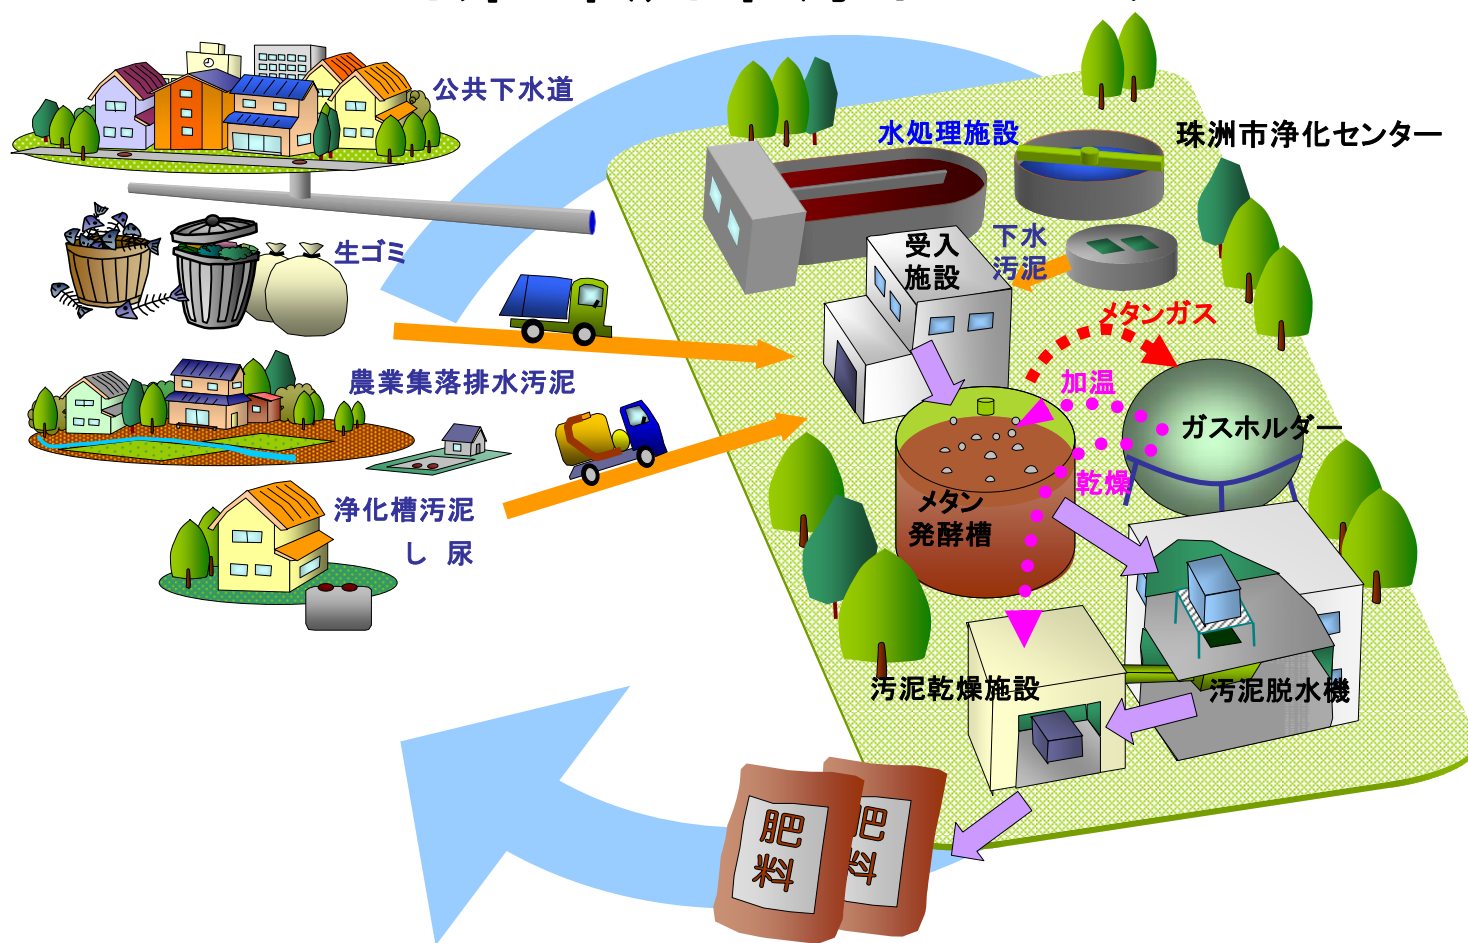 公共下水道
水処理施設
珠洲市浄化センター
生ゴミ
受入
施設
下水
汚泥
メタンガス
農業集落排水汚泥
加温
ガスホルダー
乾燥
浄化槽汚泥
し 尿
メタン
発酵槽
汚泥乾燥施設
汚泥脱水機
肥料
肥料